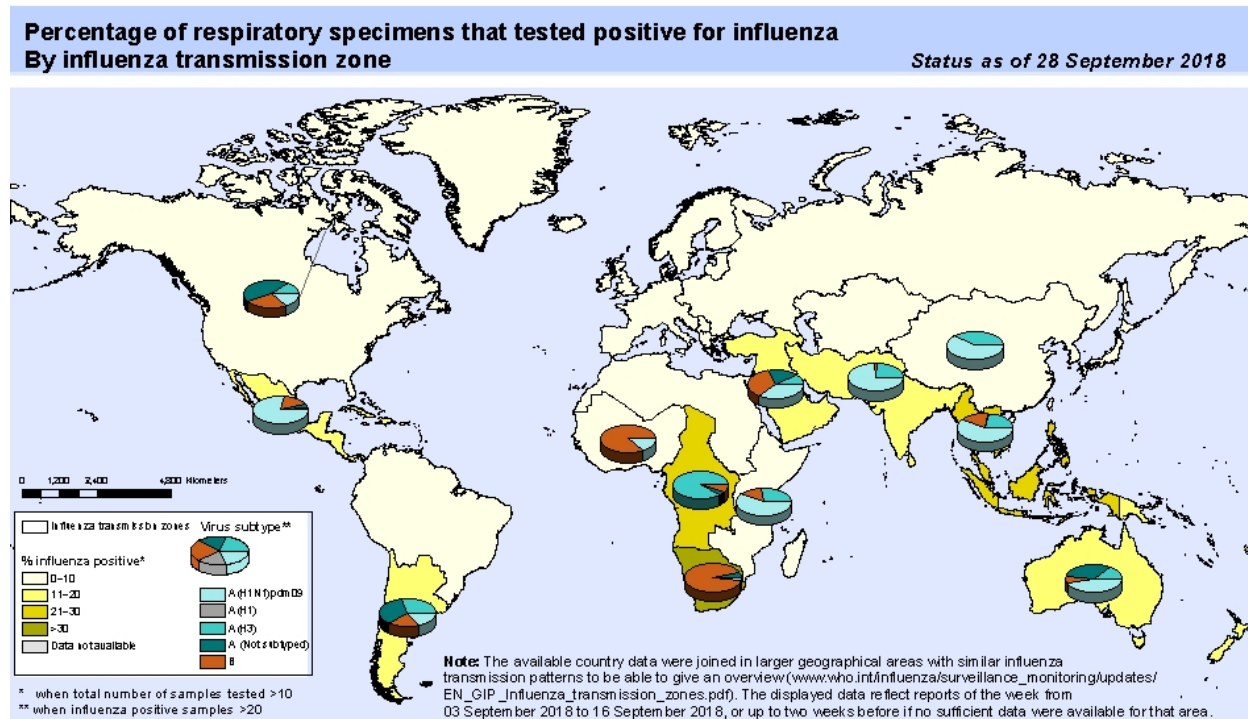 Percentage of respiratory specimens that tested positive for influenza
By influenza transmission zone
Status as of 28 September 2018
0 1,200 2,400 4,800 Kilometers
Influenza transmission zones
Virus subtype**
% influenza positive*
0-10
11-20
21-30
>30
Data not available
A(H1N1)pdm09
A(H1)
A(H3)
A (Not subtyped)
B
* when total number of samples tested >10
** when influenza positive samples >20
Note: The available country data were joined in larger geographical areas with similar influenza
transmission patterns to be able to give an overview (www.who.int/influenza/surveillance_monitoring/updates/
EN_GIP_Influenza_transmission_zones.pdf). The displayed data reflect reports of the week from
03 September 2018 to 16 September 2018, or up to two weeks before if no sufficient data were available for that area.